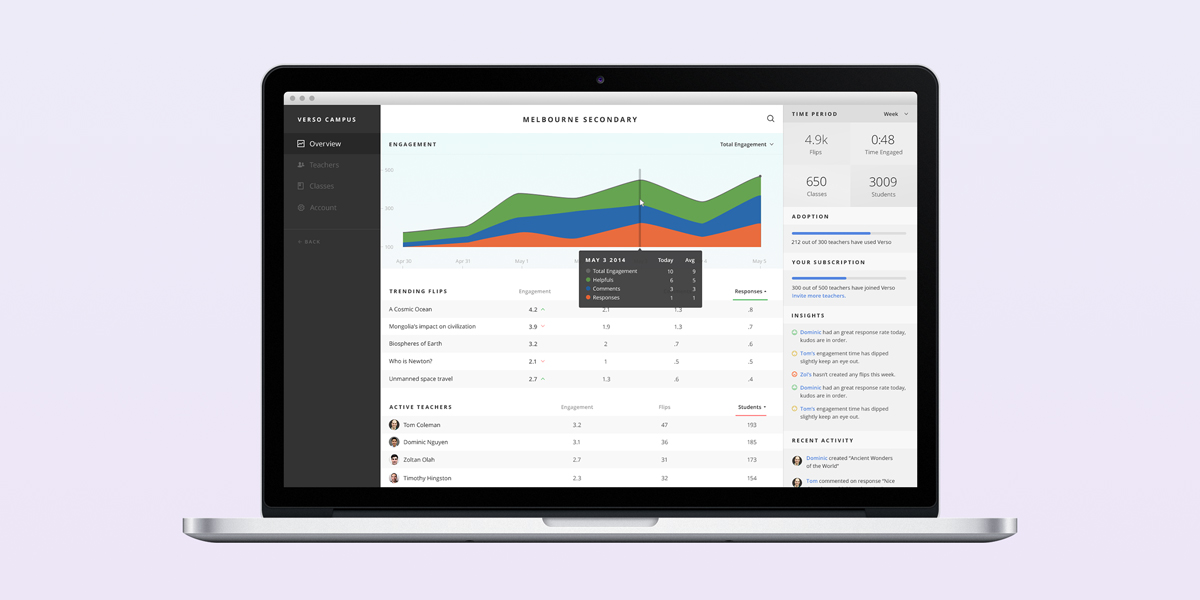 VERSO CAMPUS
Overview
Teachers
Classes
Account
< BACK
MELBOURNE SECONDARY
ENGAGEMENT
Total Engagement
500
300
100
Apr 30
Apr 31
May 1
4
May 5
MAY 3 2014 Today Avg
Total Engagement 10 9
Helpfuls 6 5
Comments 3 3
Responses 1 1
TRENDING FLIPS Engagement Responses
A Cosmic Ocean 4.2 2.1 1.3 .8
Mongolia's impact on civilization 3.9 1.9 1.3 .7
Biospheres of Earth 3.2 2 .7 .6
Who is Newton? 2.1 1 .5 .5
Unmanned space travel 2.7 1.3 .6 .4
ACTIVE TEACHERS Engagement Flips Students
Tom Coleman 3.2 47 193
Dominic Nguyen 3.1 36 185
Zoltan Olah 2.7 31 173
Timothy Hingston 2.3 32 154
TIME PERIOD Week
4.9k 0:48
Flips Time Engaged
650 3009
Classes Students
ADOPTION
212 out of 300 teachers have used Verso
YOUR SUBSCRIPTION
300 out of 500 teachers have joined Verso
Invite more teachers.
INSIGHTS
Dominic had an great response rate today,
kudos are in order.
Tom's engagement time has dipped
slightly keep an eye out.
Zol's hasn't created any flips this week.
Dominic had an great response rate today,
kudos are in order.
Tom's engagement time has dipped
slightly keep an eye out.
RECENT ACTIVITY
Dominic created "Ancient Wonders
of the World"
Tom commented on response "Nice